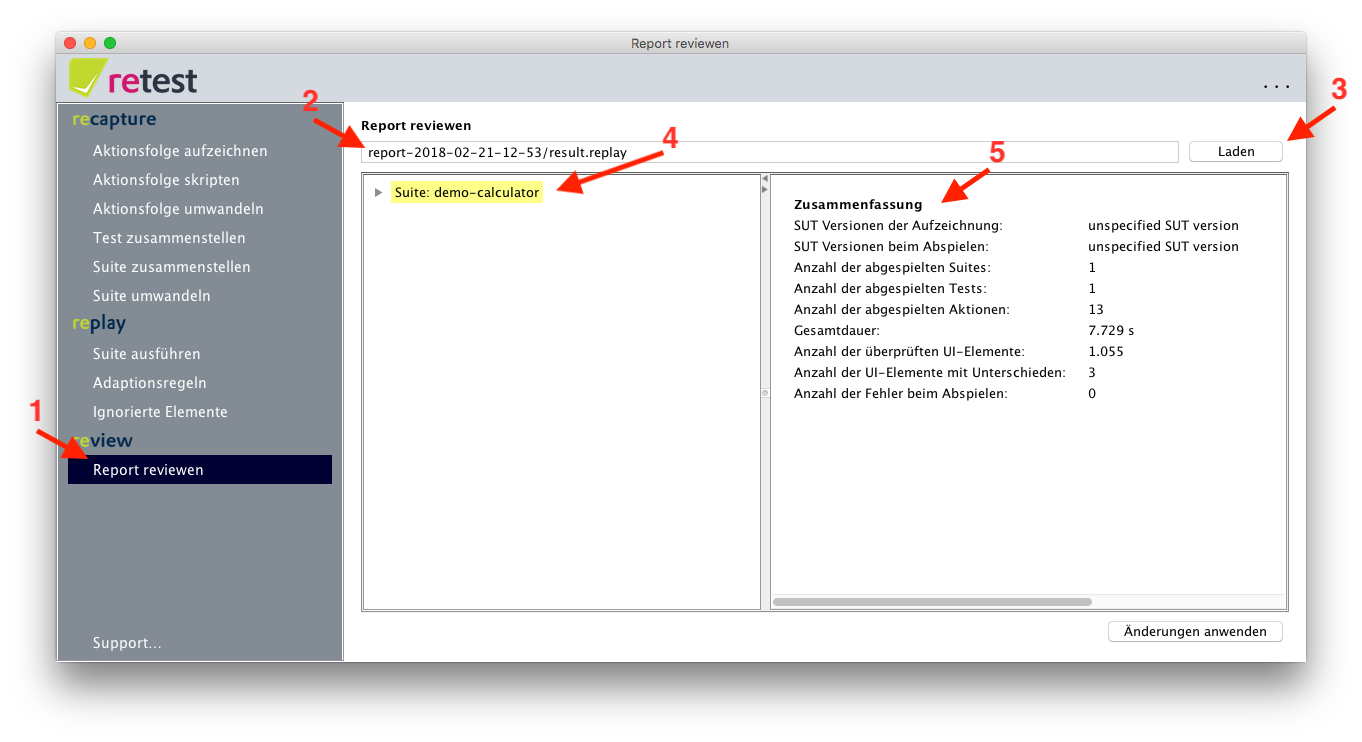 Report reviewen
retest
...
recapture
Aktionsfolge aufzeichnen
Aktionsfolge skripten
Aktionsfolge umwandeln
Test zusammenstellen
Suite zusammenstellen
Suite umwandeln
replay
Suite ausführen
Adaptionsregeln
Ignorierte Elemente
1
review
Report reviewen
Support...
2
Report reviewen
3
report-2018-02-21-12-53/result.replay
Laden
4
Suite: demo-calculator
5
Zusammenfassung
SUT Versionen der Aufzeichnung: unspecified SUT version
SUT Versionen beim Abspielen: unspecified SUT version
Anzahl der abgespielten Suites: 1
Anzahl der abgespielten Tests: 1
Anzahl der abgespielten Aktionen: 13
Gesamtdauer: 7.729 s
Anzahl der überprüften UI-Elemente: 1.055
Anzahl der UI-Elemente mit Unterschieden: 3
Anzahl der Fehler beim Abspielen: 0
Änderungen anwenden